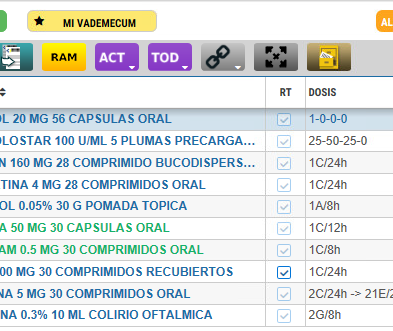 MI VADEMECUM
AL
RAM ACT TOD
RT DOSIS
OL 20 MG 56 CAPSULAS ORAL 1-0-0-0
OLOSTAR 100 U/ML 5 PLUMAS PRECARGA... 25-50-25-0
N 160 MG 28 COMPRIMIDO BUCODISPERS... 1C/24h
TINA 4 MG 28 COMPRIMIDOS ORAL 1C/24h
OL 0.05% 30 G POMADA TOPICA 1A/8h
A 50 MG 30 CAPSULAS ORAL 1C/12h
AM 0.5 MG 30 COMPRIMIDOS ORAL 1C/8h
00 MG 30 COMPRIMIDOS RECUBIERTOS 1C/24h
NA 5 MG 30 COMPRIMIDOS ORAL 2C/24h -> 21E/2
NA 0.3% 10 ML COLIRIO OFTALMICA 2G/8h